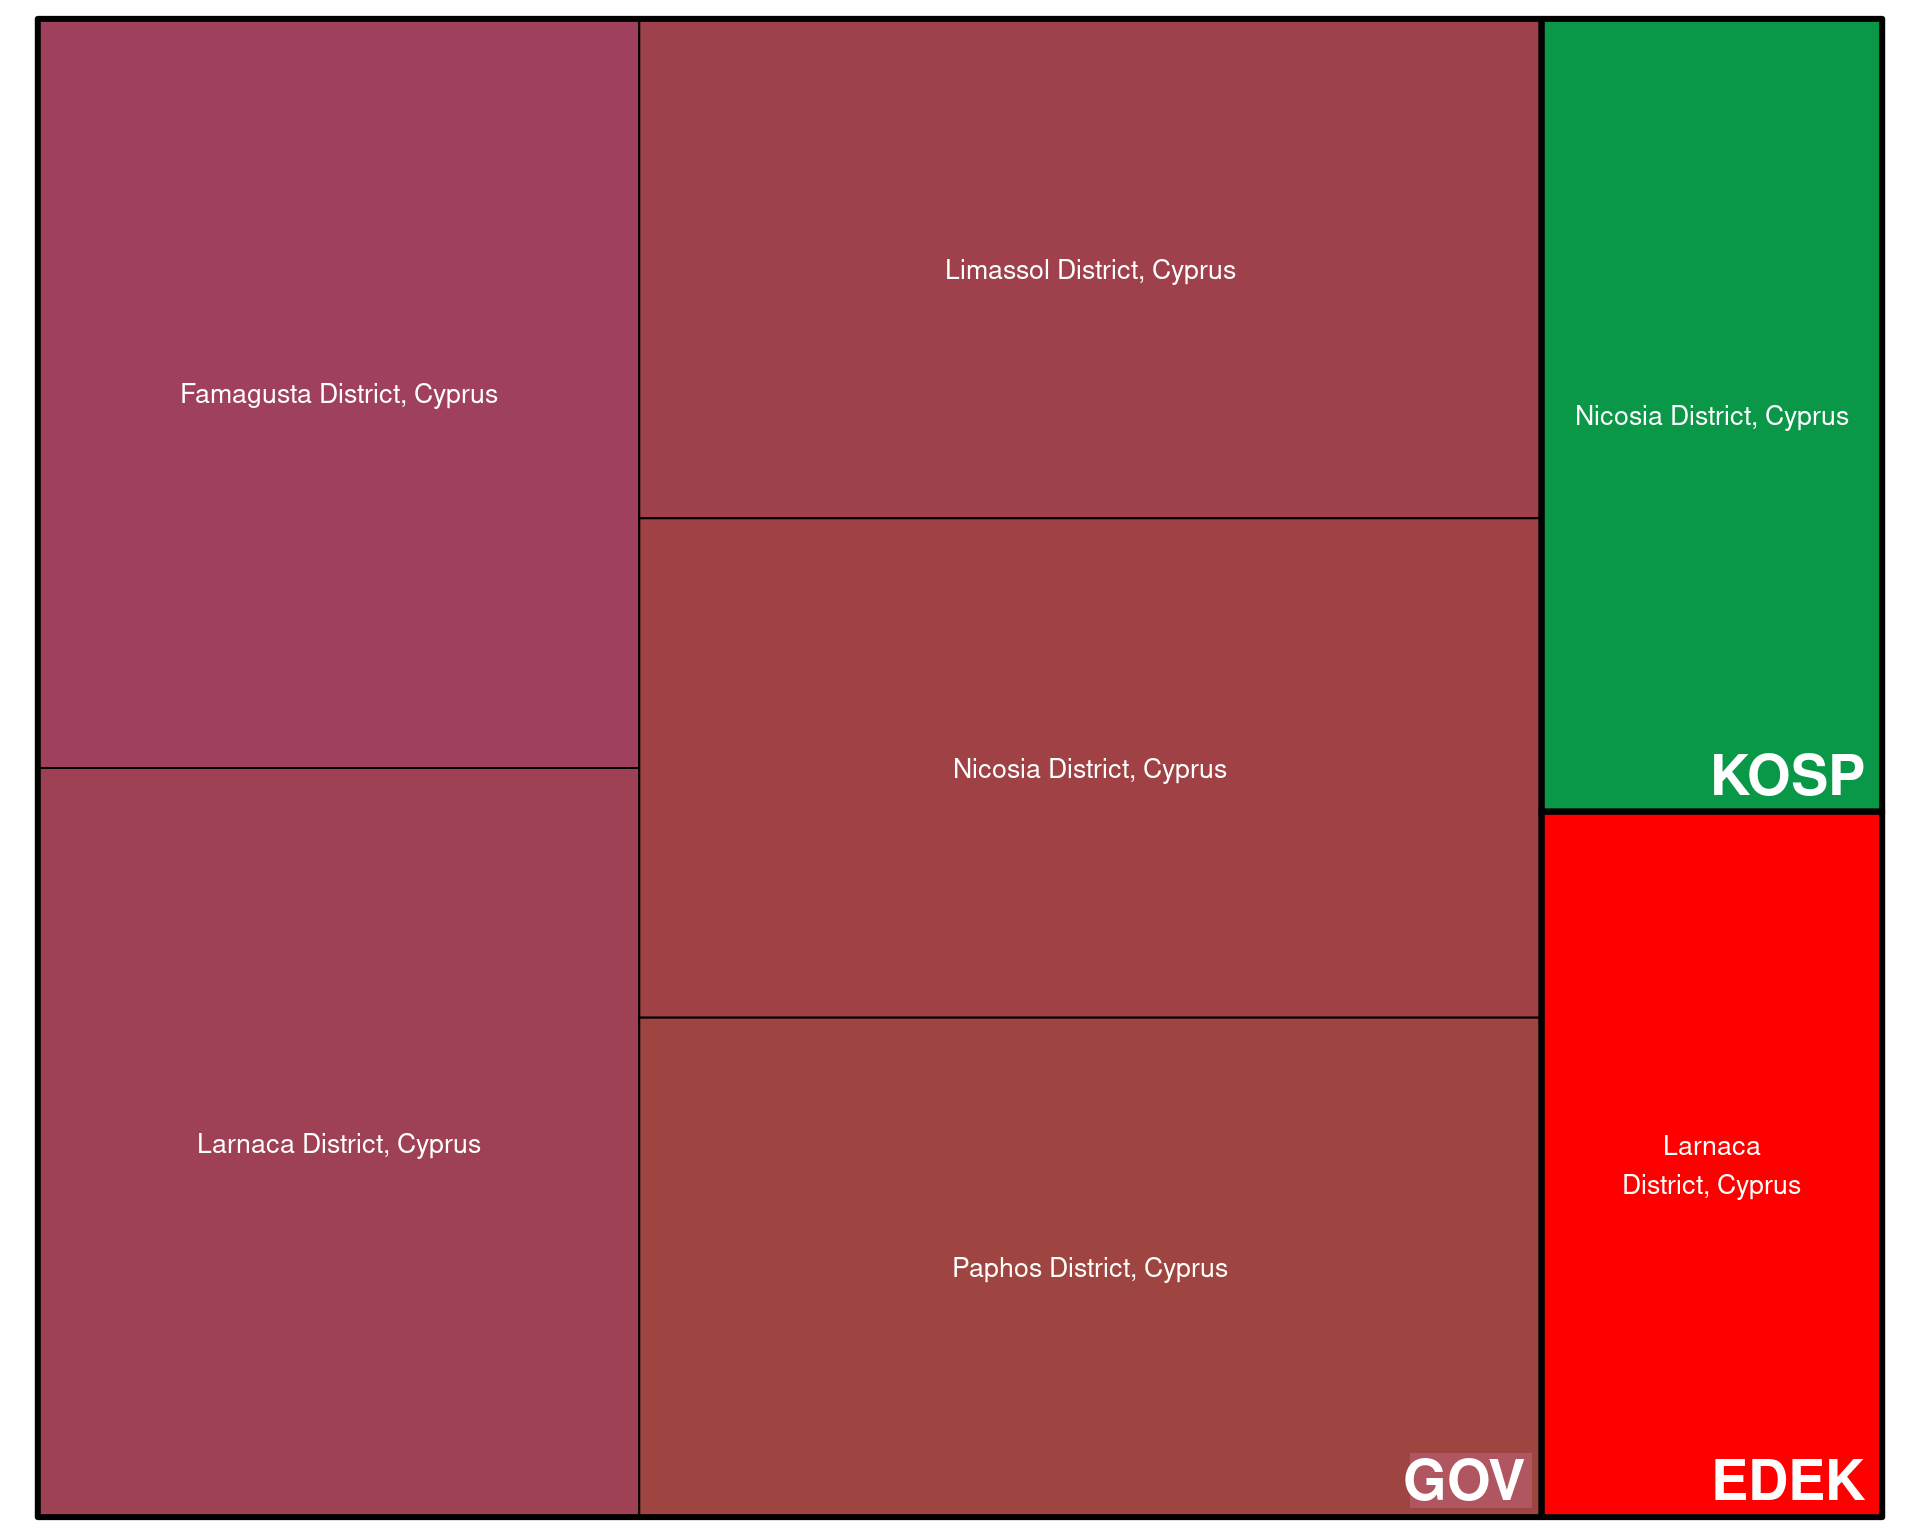 Famagusta District, Cyprus
Larnaca District, Cyprus
Limassol District, Cyprus
Nicosia District, Cyprus
Paphos District, Cyprus
GOV
Nicosia District, Cyprus
KOSP
Larnaca
District, Cyprus
EDEK